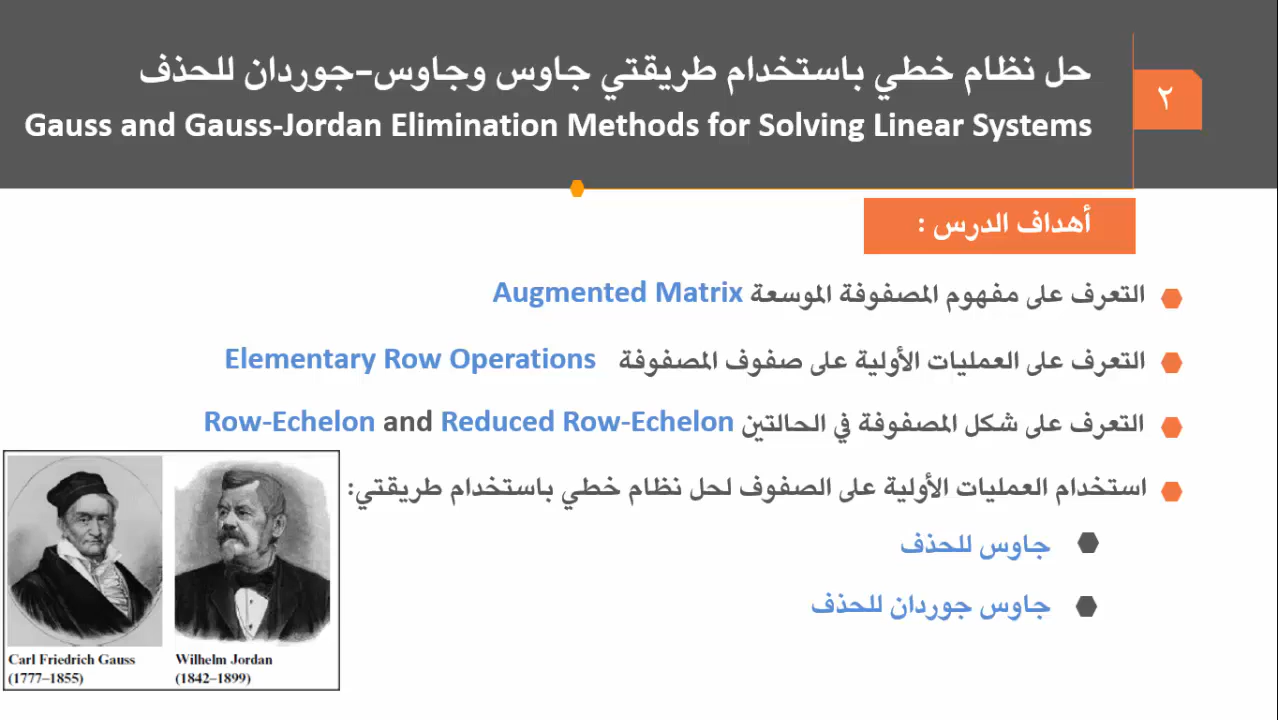 حل نظام خطي باستخدام طريقتي جاوس وجاوس-جوردان للحذف
٢
Gauss and Gauss-Jordan Elimination Methods for Solving Linear Systems
أهداف الدرس :
التعرف على مفهوم المصفوفة الموسعة Augmented Matrix
التعرف على العمليات الأولية على صفوف المصفوفة Elementary Row Operations
التعرف على شكل المصفوفة في الحالتين Row-Echelon and Reduced Row-Echelon
استخدام العمليات الأولية على الصفوف لحل نظام خطي باستخدام طريقتي:
جاوس للحذف
جاوس جوردان للحذف
Carl Friedrich Gauss
(1777–1855)
Wilhelm Jordan
(1842–1899)